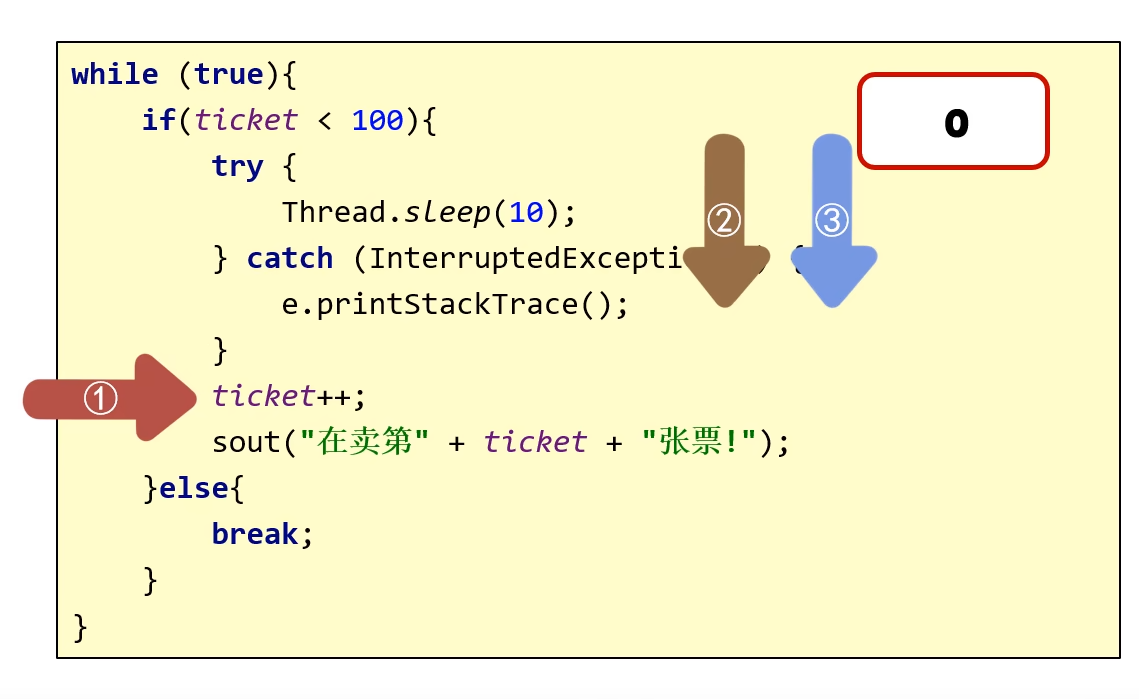 while (true){
if(ticket < 100){
0
try {
Thread.sleep(10);
②
③
} catch (InterruptedExcepti ) {
e.printStackTrace();
}
①
ticket++;
sout("在卖第" + ticket + "张票!");
}else{
break;
}
}